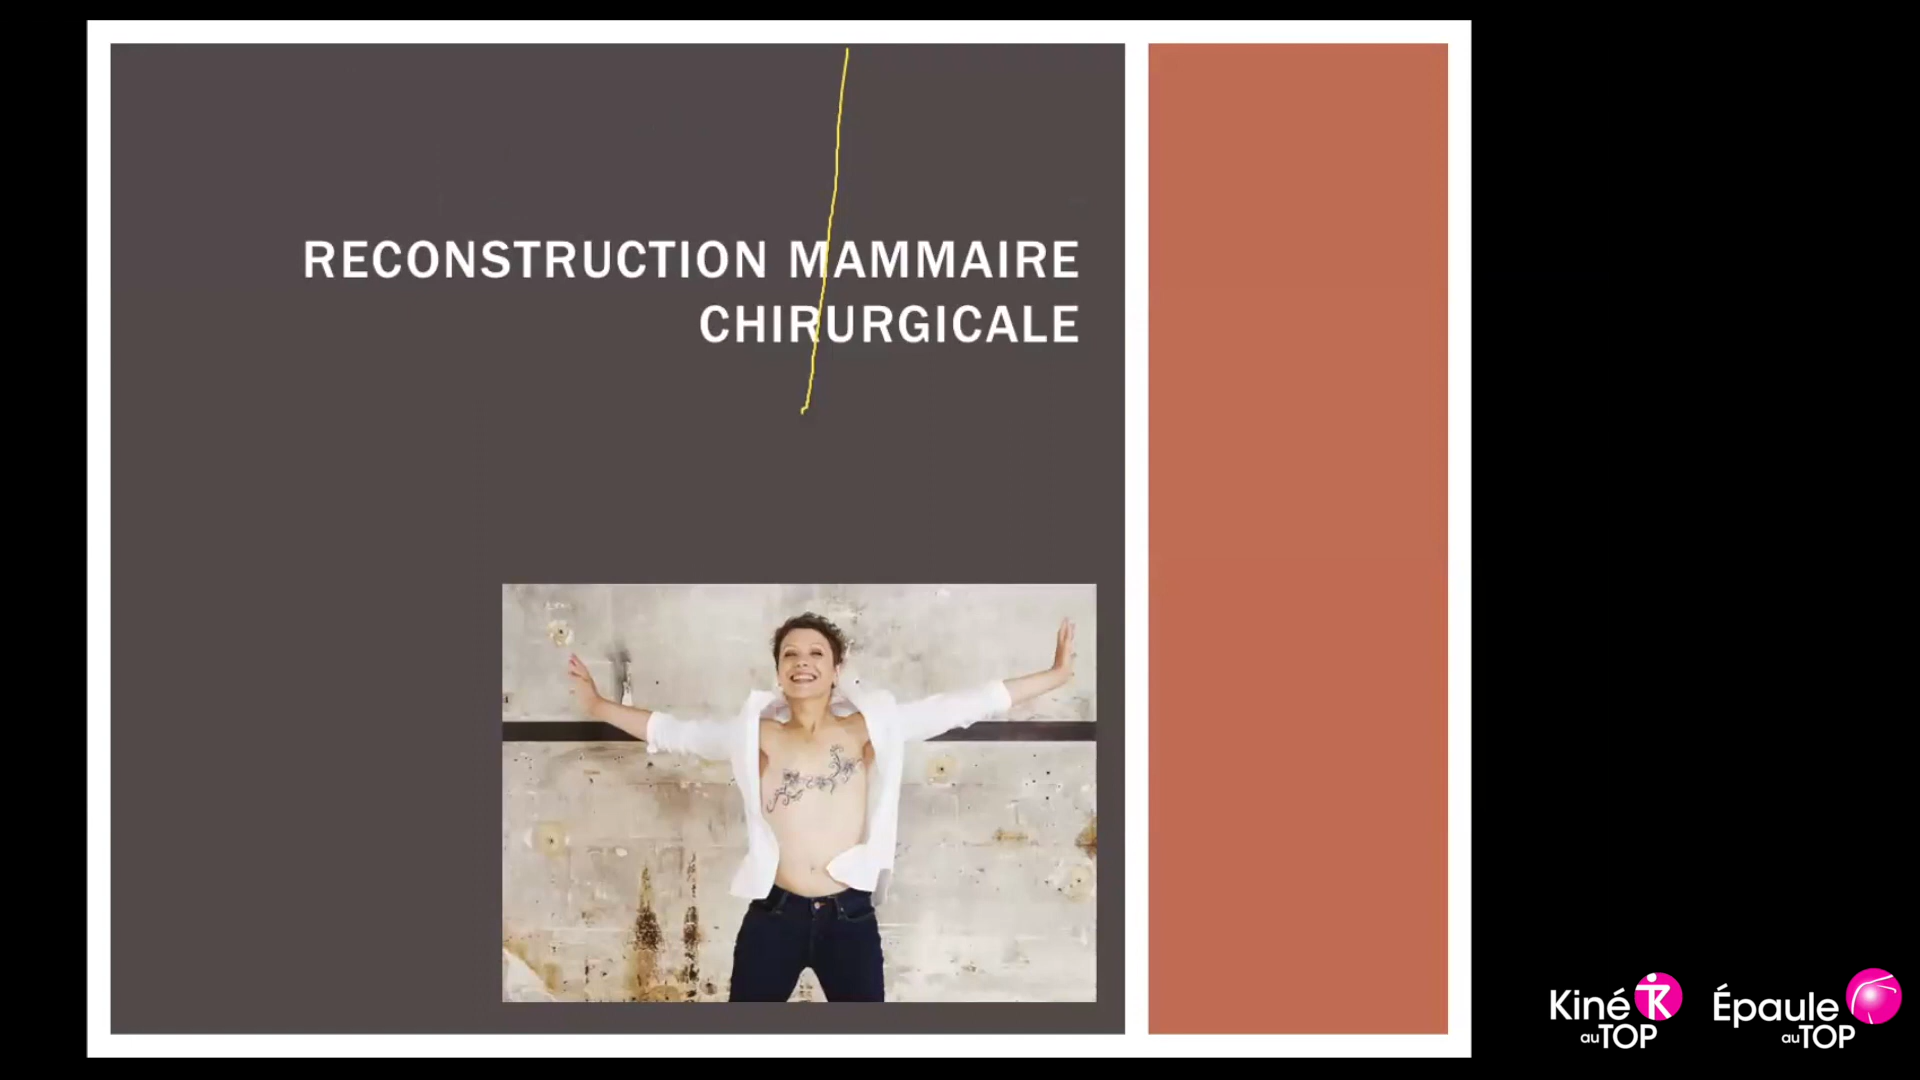 RECONSTRUCTION MAMMAIRE
CHIRURGICALE
Kiné
au TOP
Épaule
au TOP